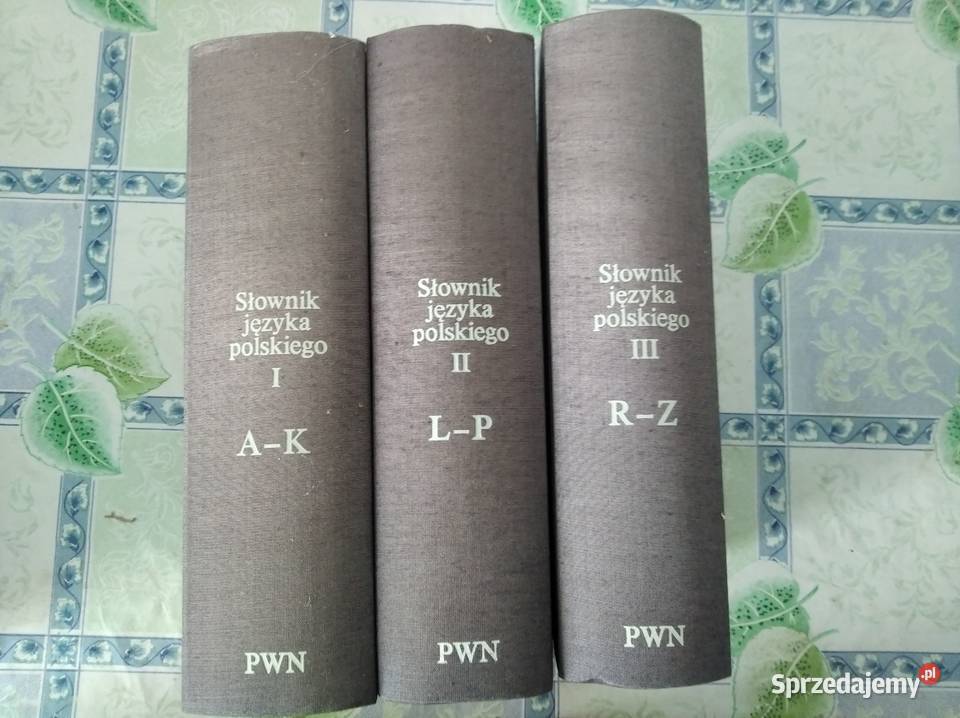 Słownik
języka
polskiego
I
A–K
PWN
Słownik
języka
polskiego
II
L–P
PWN
Słownik
języka
polskiego
III
R–Z
PWN
Sprzedajemy.pl